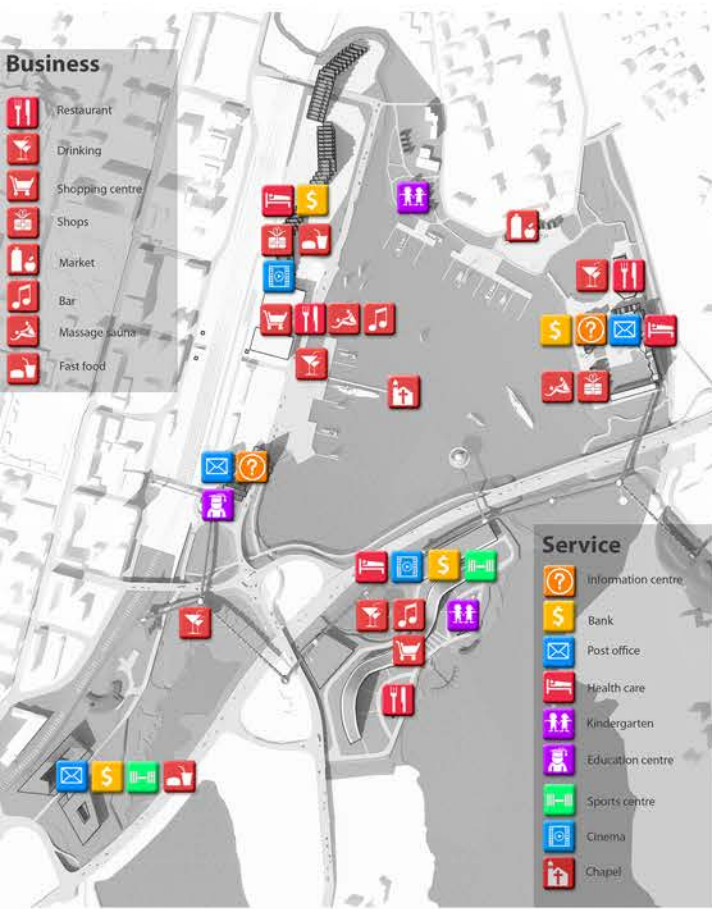 Business
Restaurant
Drinking
Shopping centre
Shops
Market
Bar
Massage sauna
Fast food
Service
Information centre
Bank
Post office
Health care
Kindergarten
Education centre
Sports centre
Cinema
Chapel